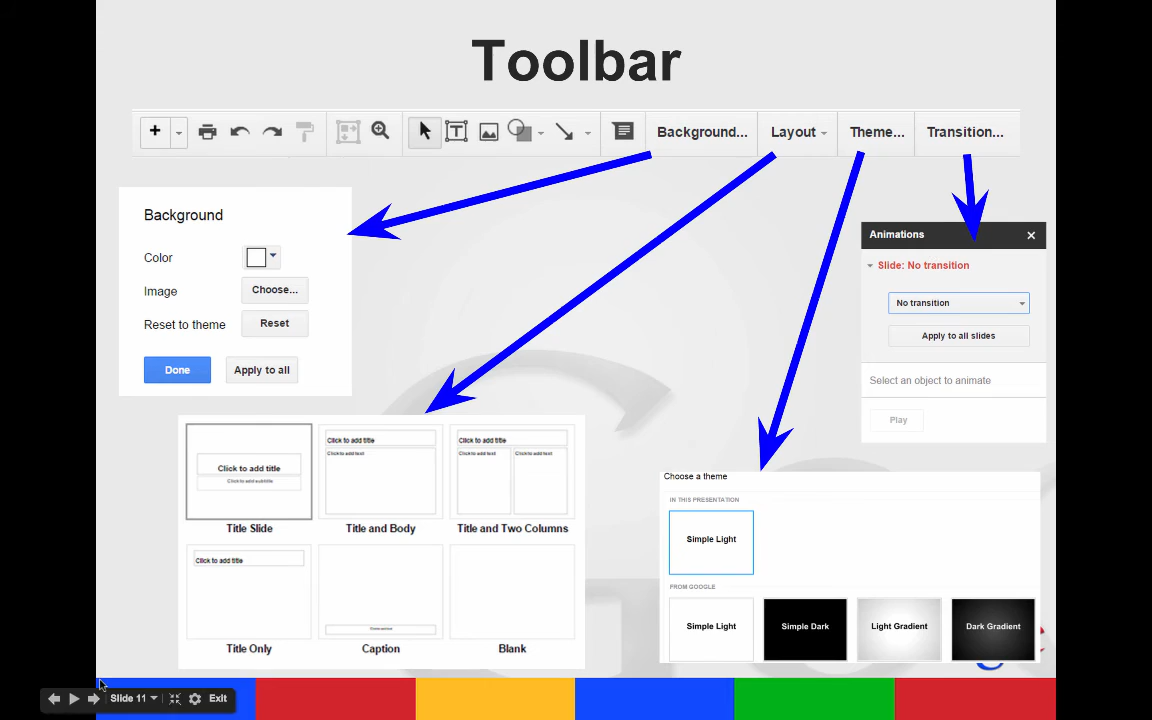 Toolbar
+ T Background... Layout Theme... Transition...
Background
Color
Image Choose...
Reset to theme Reset
Done Apply to all
Animations ×
Slide: No transition
No transition
Apply to all slides
Select an object to animate
Play
Click to add title
Click to add subtitle
Title Slide
Click to add title
Click to add text
Title and Body
Click to add title
Click to add text Click to add text
Title and Two Columns
Click to add title
Title Only
Caption
Blank
Choose a theme
IN THIS PRESENTATION
Simple Light
FROM GOOGLE
Simple Light Simple Dark Light Gradient Dark Gradient
Slide 11 Exit